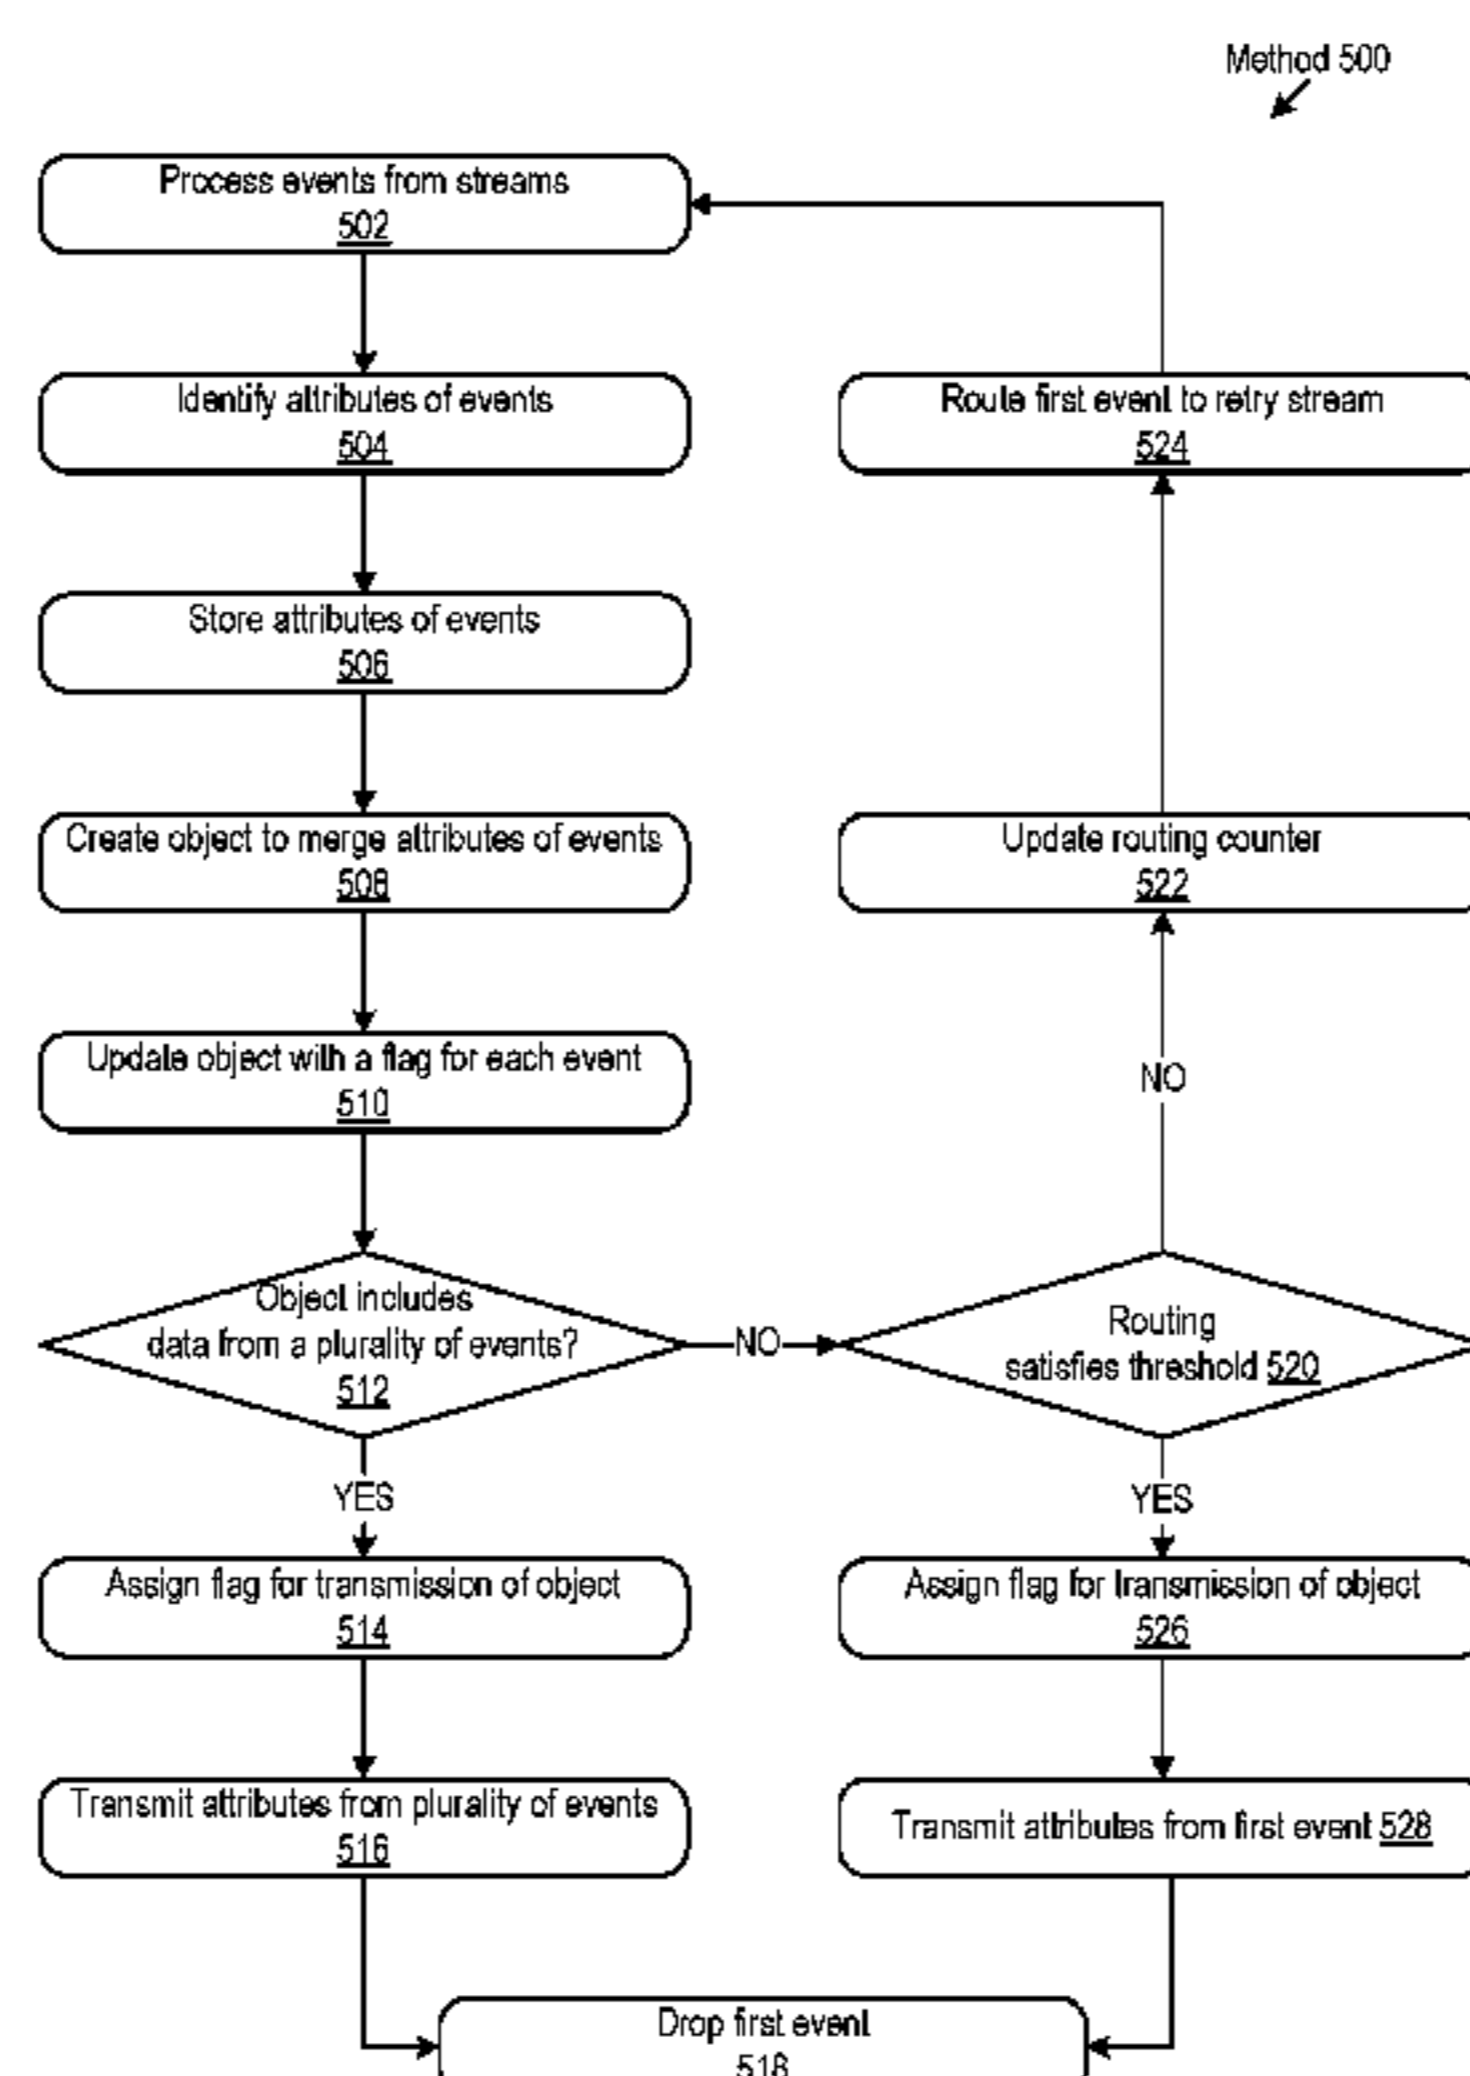 Method 500
Process events from streams
502
Identify attributes of events
504
Route first event to retry stream
524
Store attributes of events
506
Create object to merge attributes of events
508
Update routing counter
522
Update object with a flag for each event
510
NO
Object includes
data from a plurality of events?
512
NO
Routing
satisfies threshold 520
YES
YES
Assign flag for transmission of object
514
Assign flag for transmission of object
526
Transmit attributes from plurality of events
516
Transmit attributes from first event 528
Drop first event
518